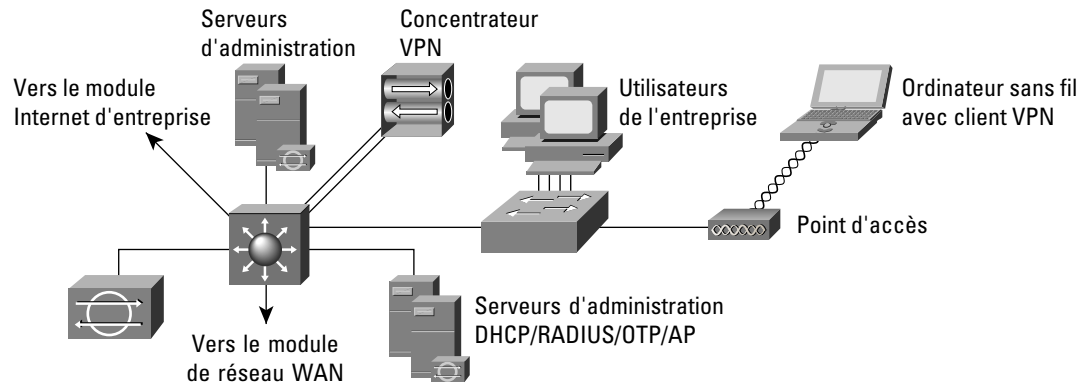 Serveurs
d'administration
Concentrateur
VPN
Vers le module
Internet d'entreprise
Utilisateurs
de l'entreprise
Ordinateur sans fil
avec client VPN
Point d'accès
Serveurs d'administration
DHCP/RADIUS/OTP/AP
Vers le module
de réseau WAN